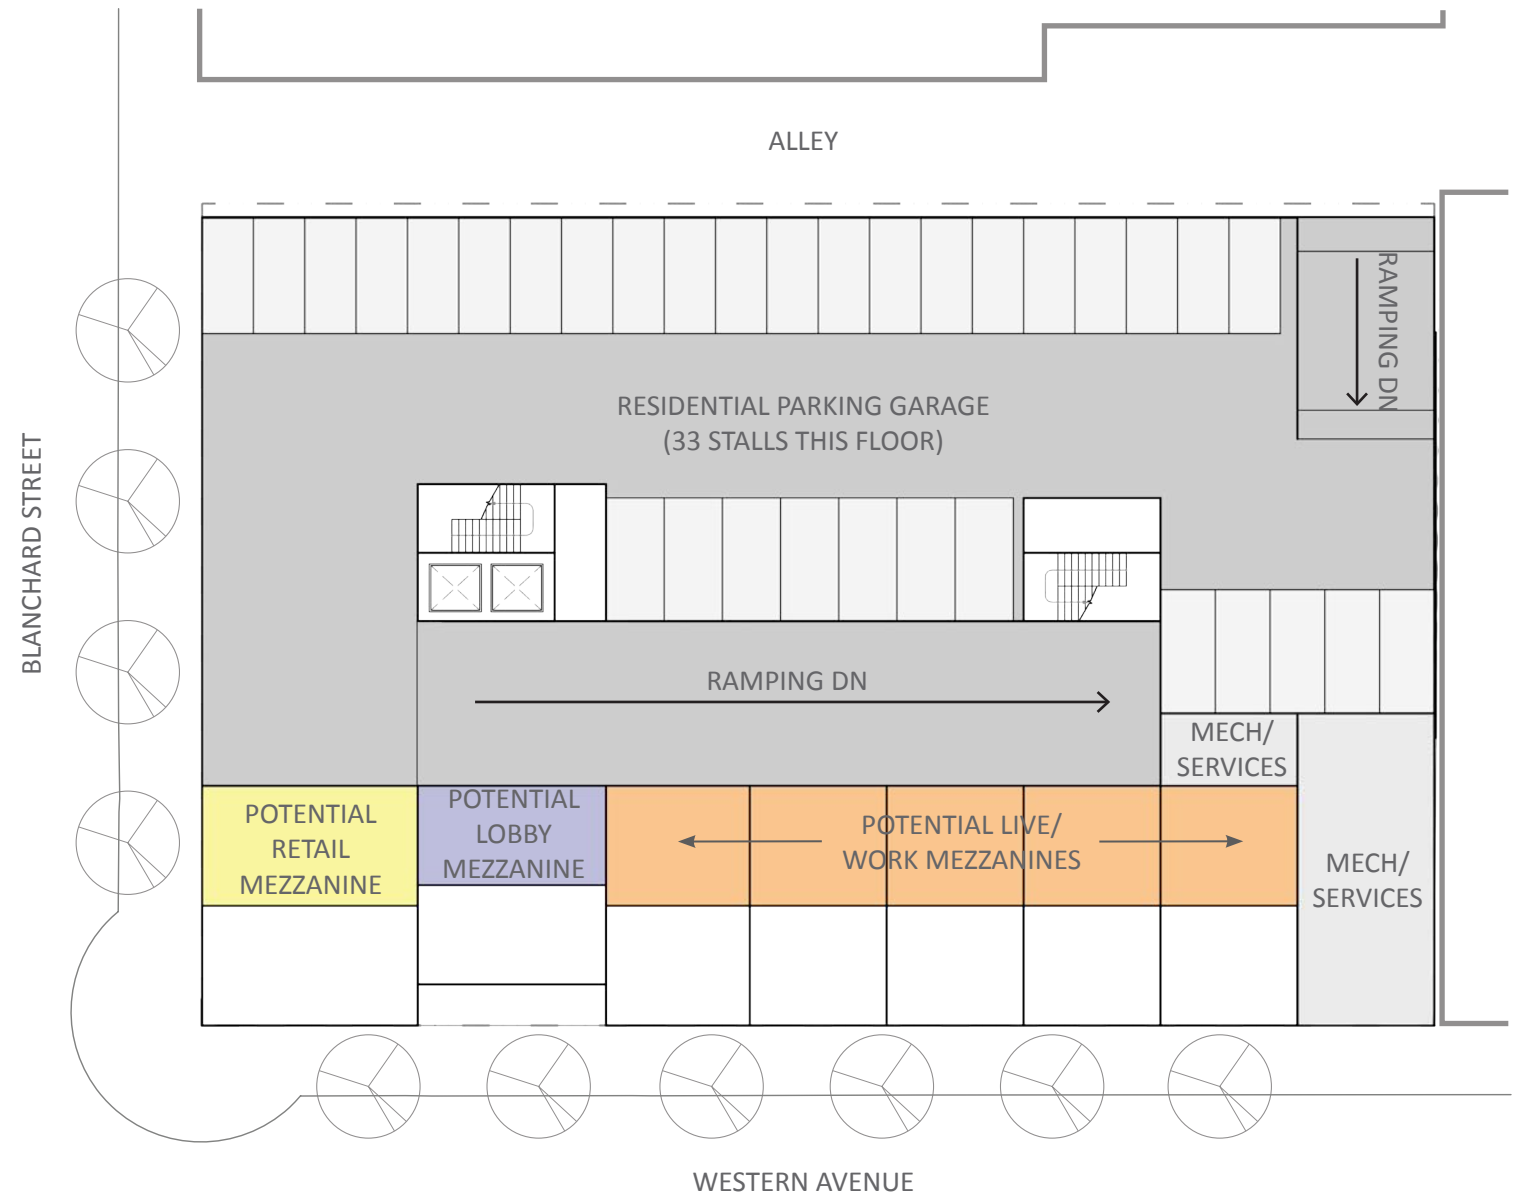 ALLEY
RAMPING DN
RESIDENTIAL PARKING GARAGE
(33 STALLS THIS FLOOR)
BLANCHARD STREET
RAMPING DN
MECH/
SERVICES
POTENTIAL
RETAIL
MEZZANINE
POTENTIAL
LOBBY
MEZZANINE
POTENTIAL LIVE/
WORK MEZZANINES
MECH/
SERVICES
WESTERN AVENUE